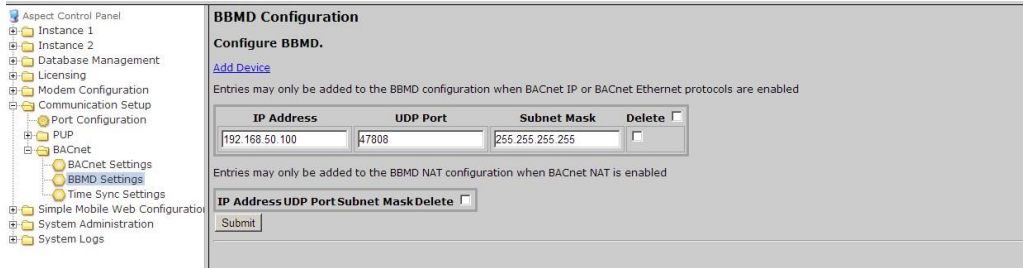 Aspect Control Panel
Instance 1
Instance 2
Database Management
Licensing
Modem Configuration
Communication Setup
Port Configuration
PUP
BACnet
BACnet Settings
BBMD Settings
Time Sync Settings
Simple Mobile Web Configuration
System Administration
System Logs
BBMD Configuration
Configure BBMD.
Add Device
Entries may only be added to the BBMD configuration when BACnet IP or BACnet Ethernet protocols are enabled
IP Address UDP Port Subnet Mask Delete
192.168.50.100 47808 255.255.255.255
Entries may only be added to the BBMD NAT configuration when BACnet NAT is enabled
IP Address UDP Port Subnet Mask Delete
Submit